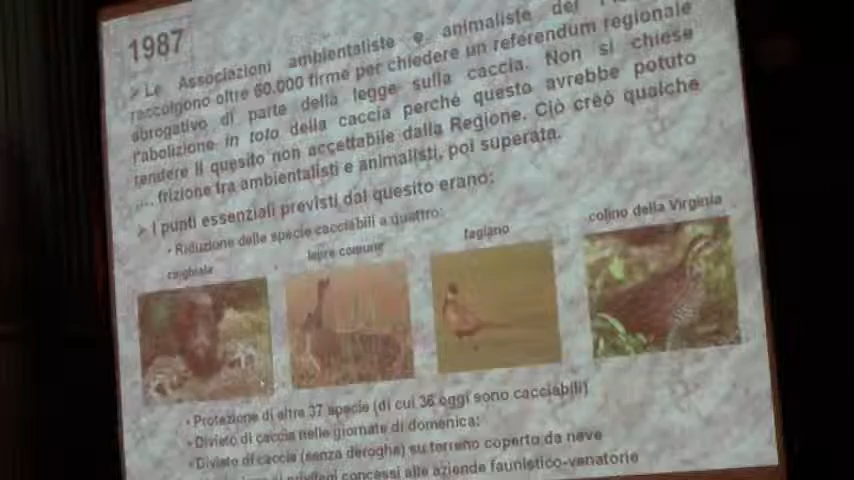 1987
➢ Le Associazioni ambientaliste e animaliste del
raccolgono oltre 60.000 firme per chiedere un referendum regionale
abrogativo di parte della legge sulla caccia. Non si chiese
l'abolizione in toto della caccia perché questo avrebbe potuto
rendere il quesito non accettabile dalla Regione. Ciò creò qualche
.... frizione fra ambientalisti e animalisti, poi superata.
➢ I punti essenziali previsti dal quesito erano:
• Riduzione delle specie cacciabili a quattro:
cinghiale lepre comune fagiano colino della Virginia
• Protezione di altre 37 specie (di cui 36 oggi sono cacciabili)
• Divieto di caccia nelle giornate di domenica;
• Divieto di caccia (senza deroghe) su terreno coperto da neve
concessi alle aziende faunistico-venatorie